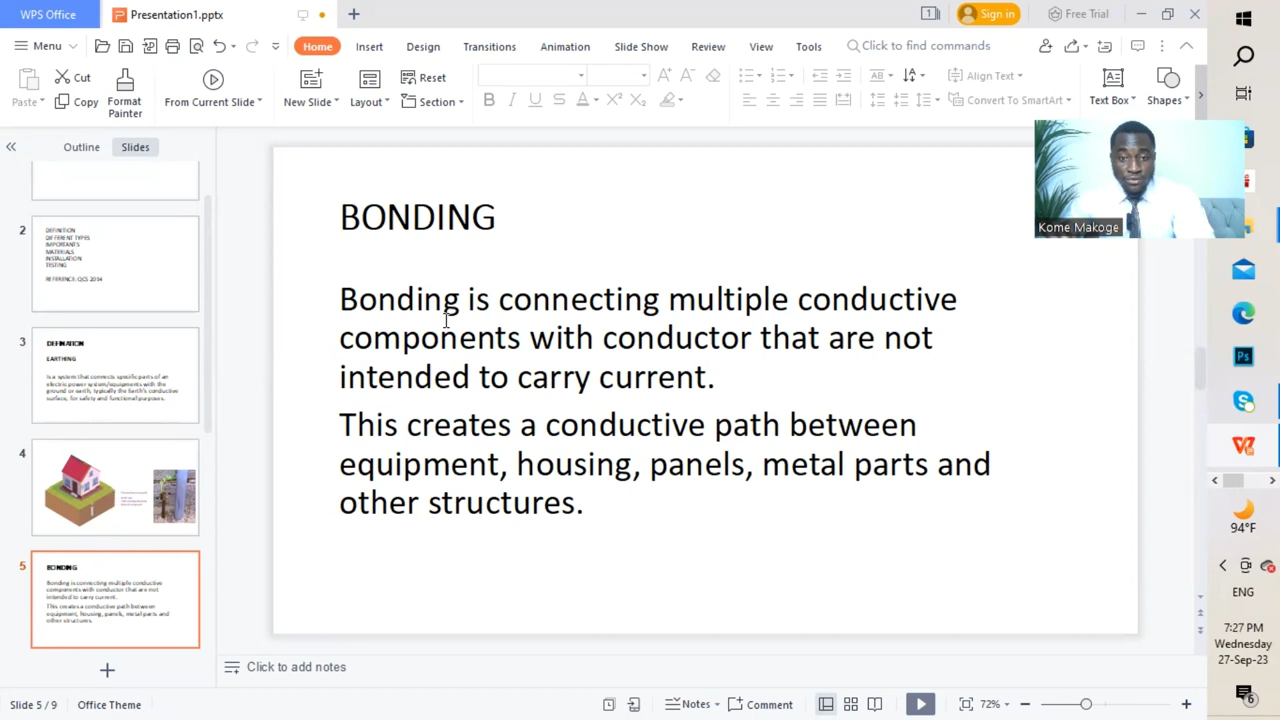 WPS Office
Presentation1.pptx
Sign in
Free Trial
Menu
Home
Insert
Design
Transitions
Animation
Slide Show
Review
View
Tools
Click to find commands
Paste
Cut
Copy
Format
Painter
From Current Slide
New Slide
Layout
Reset
Section
Align Text
Convert To SmartArt
Text Box
Shapes
Outline
Slides
2
DEFINITION
DIFFERENT TYPES
IMPORTANTS
MATERIALS
INSTALLATION
TESTING
REFERENCE: QCS 2014
3
DEFINATION
EARTHING
Is a system that connects specific parts of an
electric power system/equipments with the
ground or earth, typically the Earth's conductive
surface, for safety and functional purposes.
4
5
BONDING
Bonding is connecting multiple conductive
components with conductor that are not
intended to carry current.
This creates a conductive path between
equipment, housing, panels, metal parts and
other structures.
BONDING
Bonding is connecting multiple conductive
components with conductor that are not
intended to carry current.
This creates a conductive path between
equipment, housing, panels, metal parts and
other structures.
Kome Makoge
Click to add notes
Slide 5 / 9
Office Theme
Notes
Comment
72%
94°F
ENG
7:27 PM
Wednesday
27-Sep-23
6